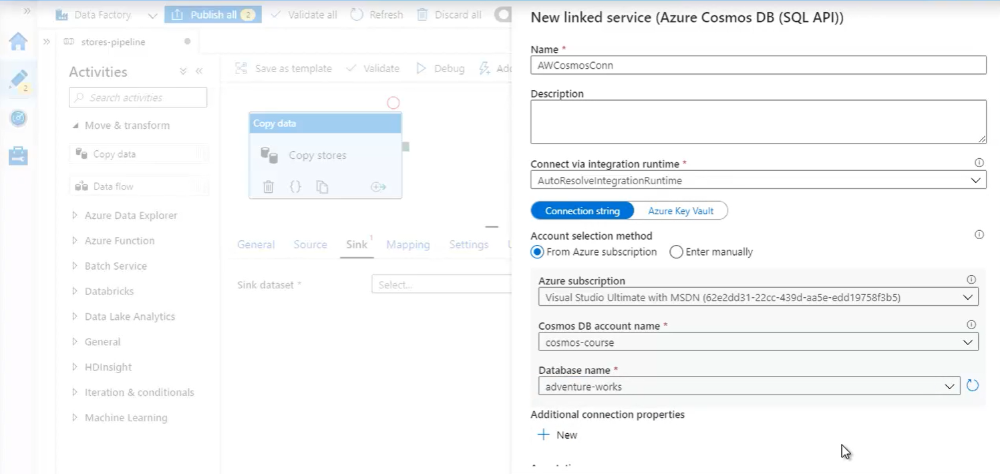 Data Factory
Publish all 2
Validate all
Refresh
Discard all
stores-pipeline
2
Activities
Search activities
Move & transform
Copy data
Data flow
Azure Data Explorer
Azure Function
Batch Service
Databricks
Data Lake Analytics
General
HDInsight
Iteration & conditionals
Machine Learning
Save as template
Validate
Debug
Add
Copy data
Copy stores
General
Source
Sink 1
Mapping
Settings
Sink dataset *
Select...
New linked service (Azure Cosmos DB (SQL API))
Name *
AWCosmosConn
Description
Connect via integration runtime *
AutoResolveIntegrationRuntime
Connection string
Azure Key Vault
Account selection method
From Azure subscription
Enter manually
Azure subscription
Visual Studio Ultimate with MSDN (62e2dd31-22cc-439d-aa5e-edd19758f3b5)
Cosmos DB account name *
cosmos-course
Database name *
adventure-works
Additional connection properties
New